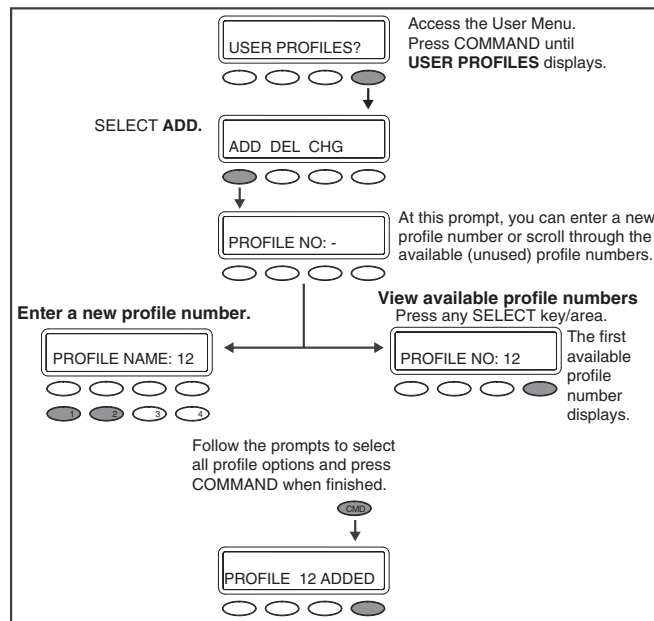 Access the User Menu.
Press COMMAND until
USER PROFILES displays.
USER PROFILES?
SELECT ADD.
ADD DEL CHG
PROFILE NO: -
At this prompt, you can enter a new
profile number or scroll through the
available (unused) profile numbers.
Enter a new profile number.
PROFILE NAME: 12
1 2 3 4
View available profile numbers
Press any SELECT key/area.
PROFILE NO: 12
The first
available
profile
number
displays.
Follow the prompts to select
all profile options and press
COMMAND when finished.
CMD
PROFILE 12 ADDED